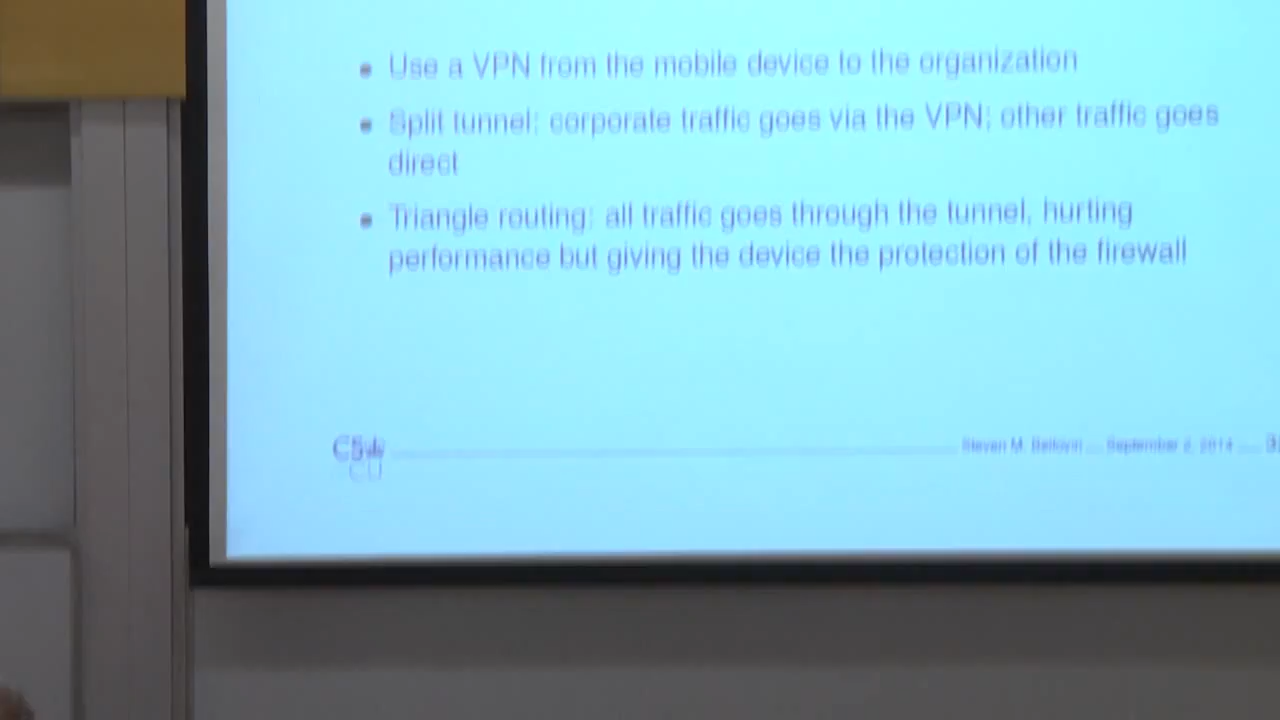 • Use a VPN from the mobile device to the organization
• Split tunnel: corporate traffic goes via the VPN; other traffic goes
direct
• Triangle routing: all traffic goes through the tunnel, hurting
performance but giving the device the protection of the firewall
Steven M. Bellovin — September 2, 2014 —